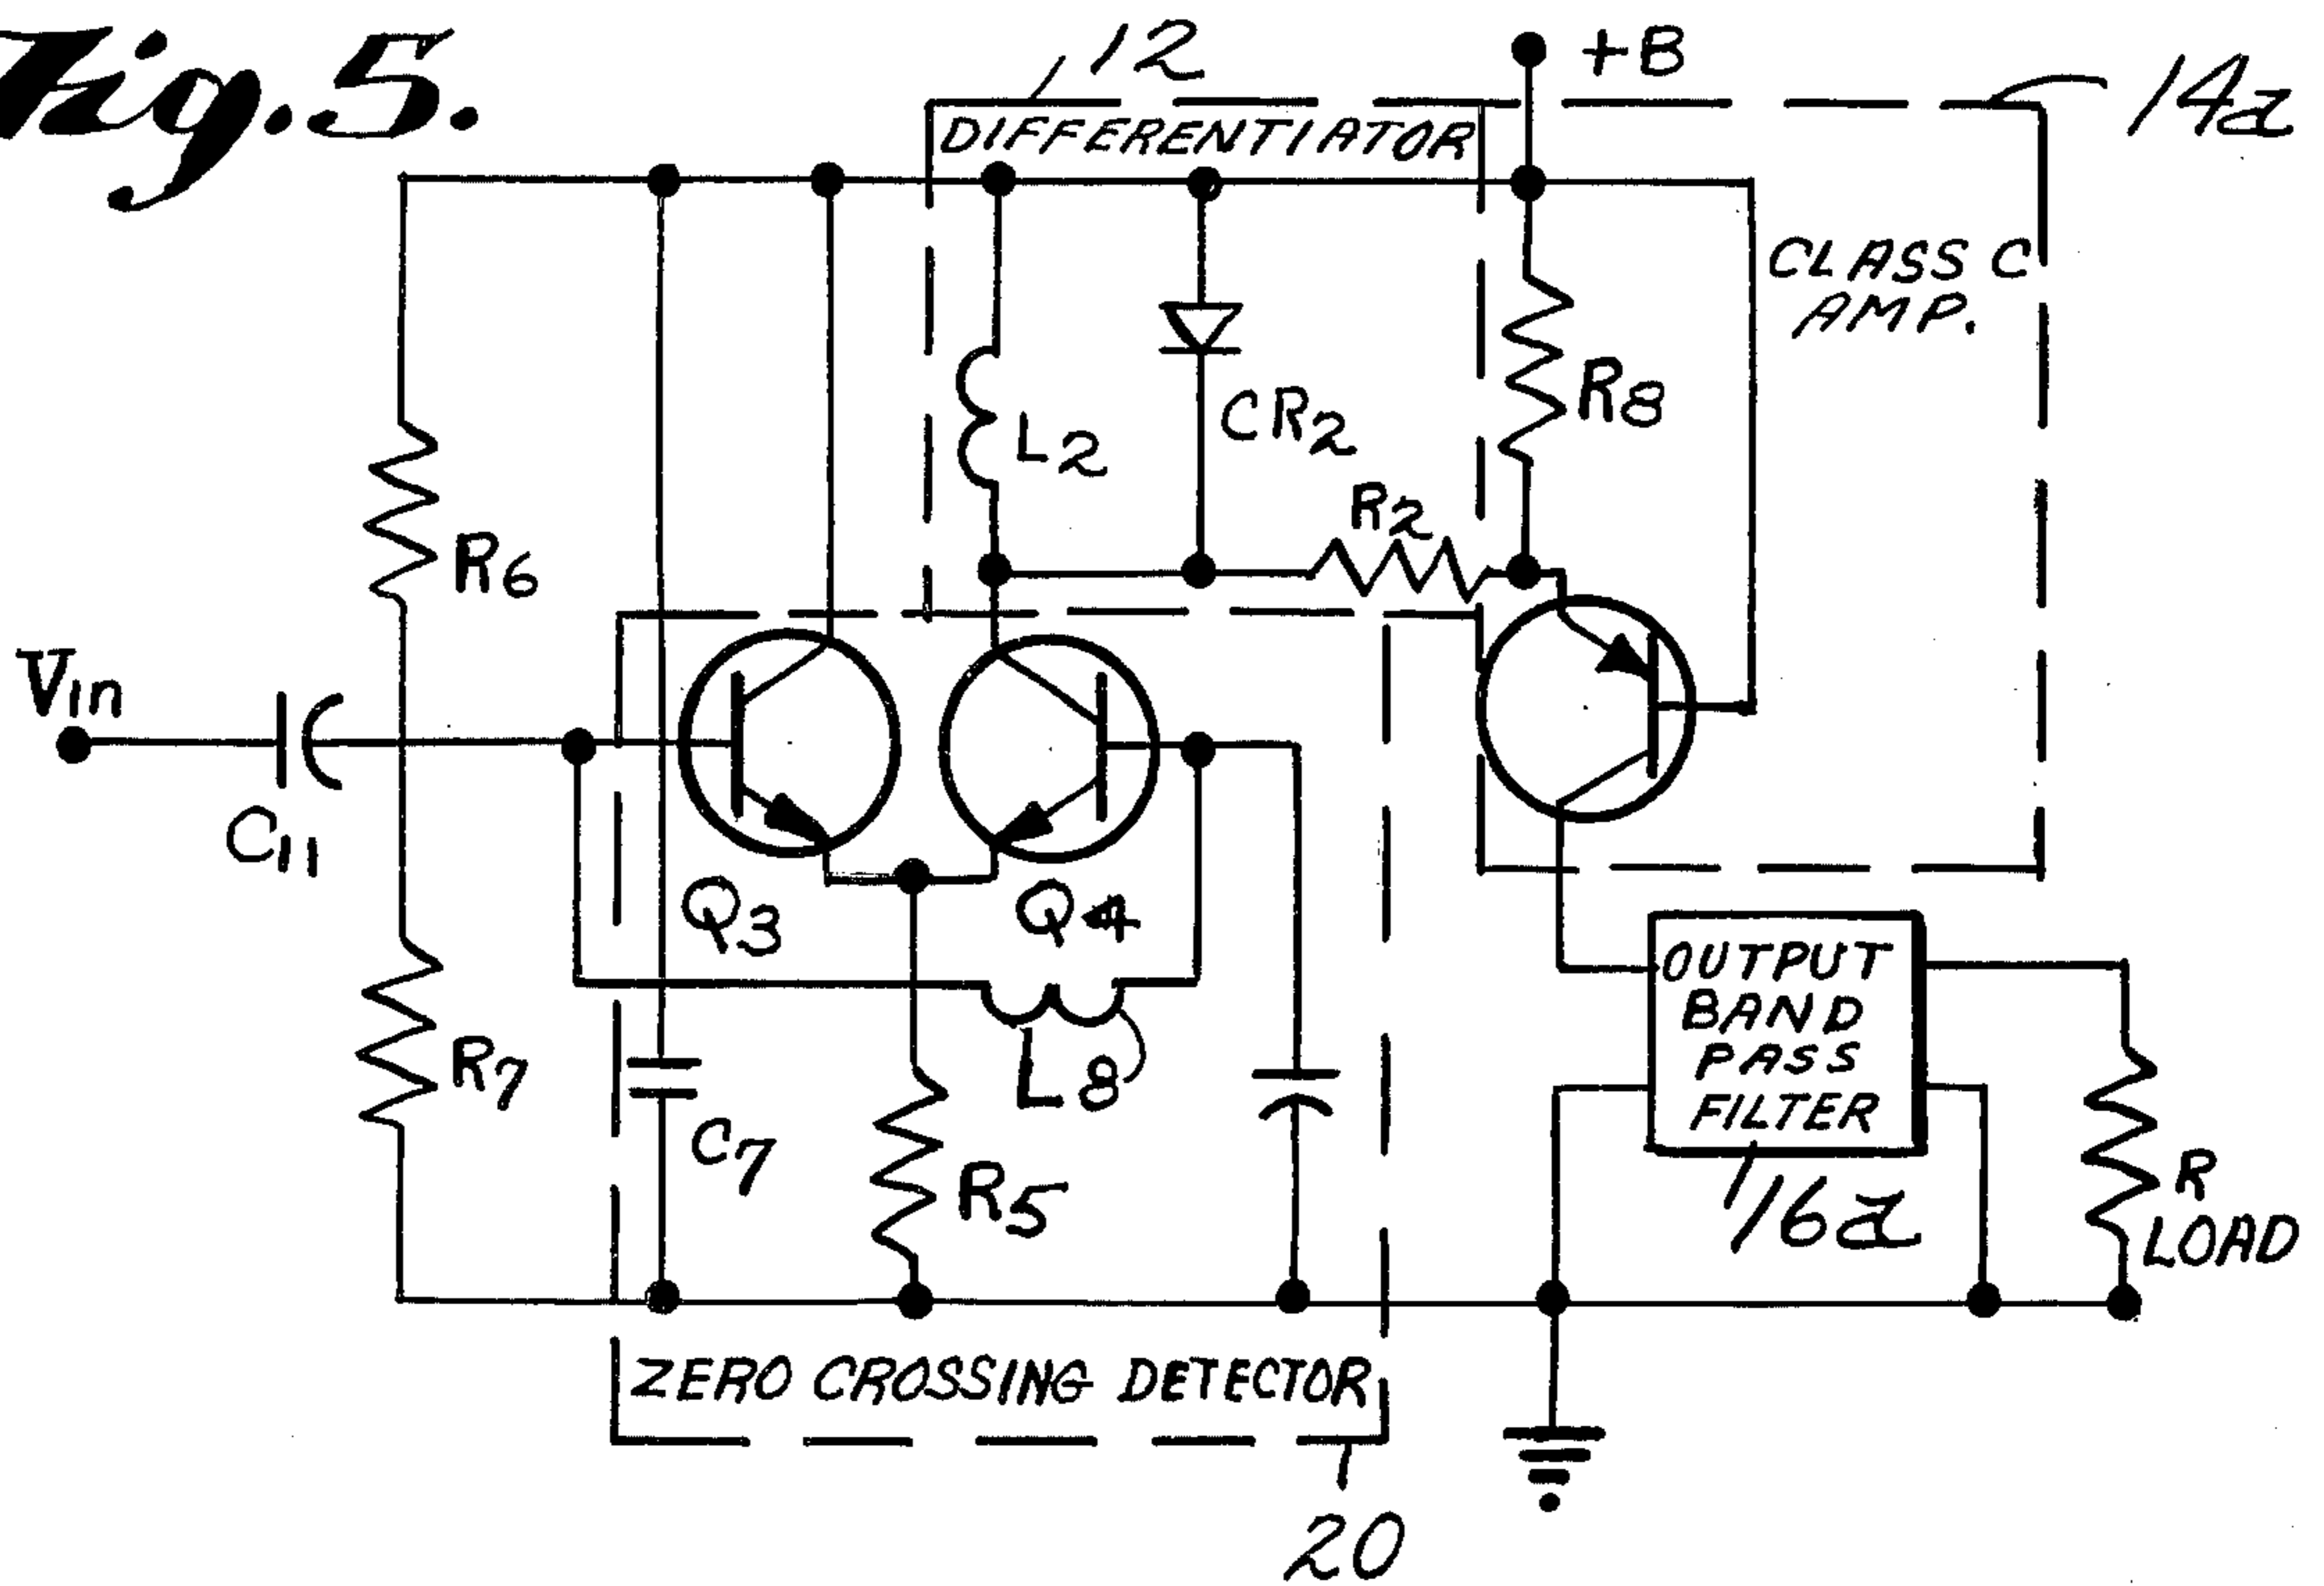 Fig. 5.
12
+B
14a
DIFFERENTIATOR
CLASS C
AMP.
R8
CR2
L2
R2
R6
Vin
C11
Q3
Q4
OUTPUT
BAND
PASS
FILTER
R7
L8
C7
R5
16a
R
LOAD
ZERO CROSSING DETECTOR
20